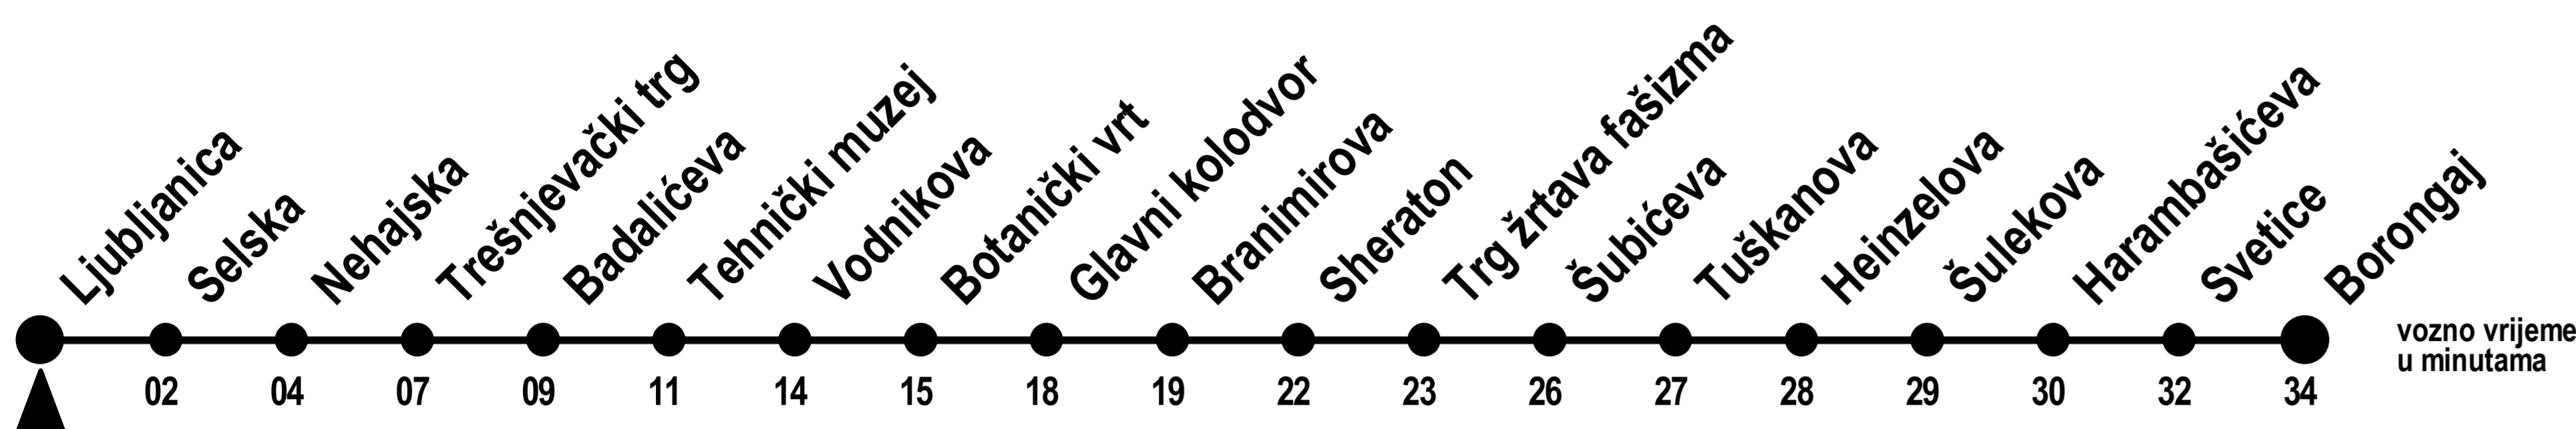 Ljubljanica
Selska
Nehajska
Trešnjevački trg
Badalićeva
Tehnički muzej
Vodnikova
Botanički vrt
Glavni kolodvor
Branimirova
Sheraton
Trg žrtava fašizma
Šubićeva
Tuškanova
Heinzelova
Šulekova
Harambašićeva
Svetice
Borongaj
02 04 07 09 11 14 15 18 19 22 23 26 27 28 29 30 32 34
vozno vrijeme
u minutama